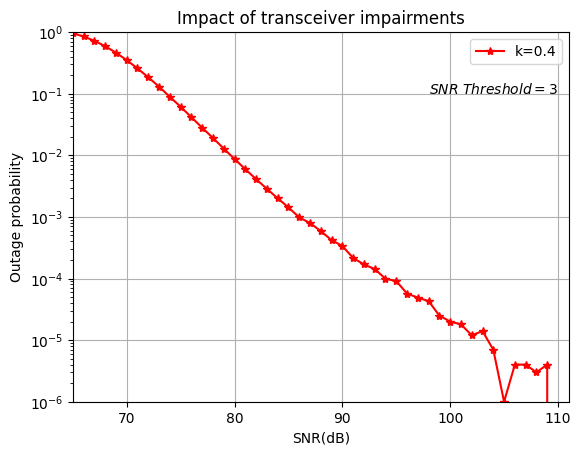 Impact of transceiver impairments
k=0.4
SNR Threshold = 3
Outage probability
10^0
10^-1
10^-2
10^-3
10^-4
10^-5
10^-6
70 80 90 100 110
SNR(dB)